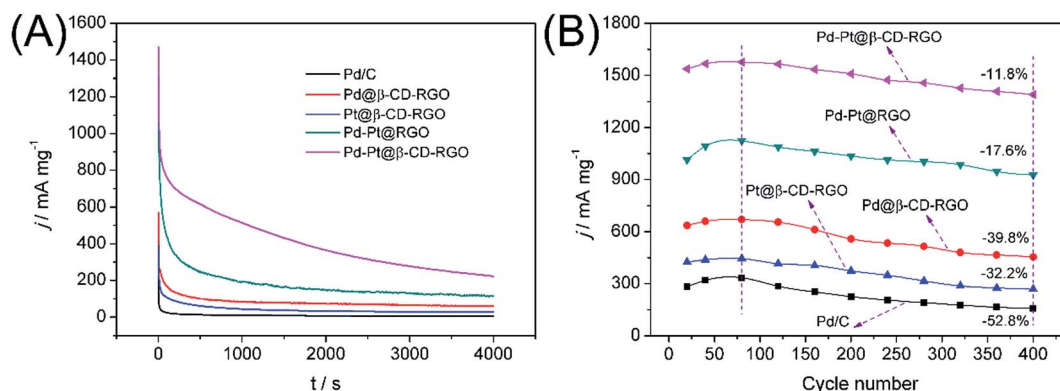 (A)
1600
1400
1200
1000
800
600
400
200
0
j / mA mg⁻¹
Pd/C
Pd@β-CD-RGO
Pt@β-CD-RGO
Pd-Pt@RGO
Pd-Pt@β-CD-RGO
0 1000 2000 3000 4000
t / s
(B)
1800
1500
1200
900
600
300
0
j / mA mg⁻¹
Pd-Pt@β-CD-RGO
-11.8%
Pd-Pt@RGO
-17.6%
Pt@β-CD-RGO
Pd@β-CD-RGO
-39.8%
-32.2%
Pd/C
-52.8%
0 50 100 150 200 250 300 350 400
Cycle number